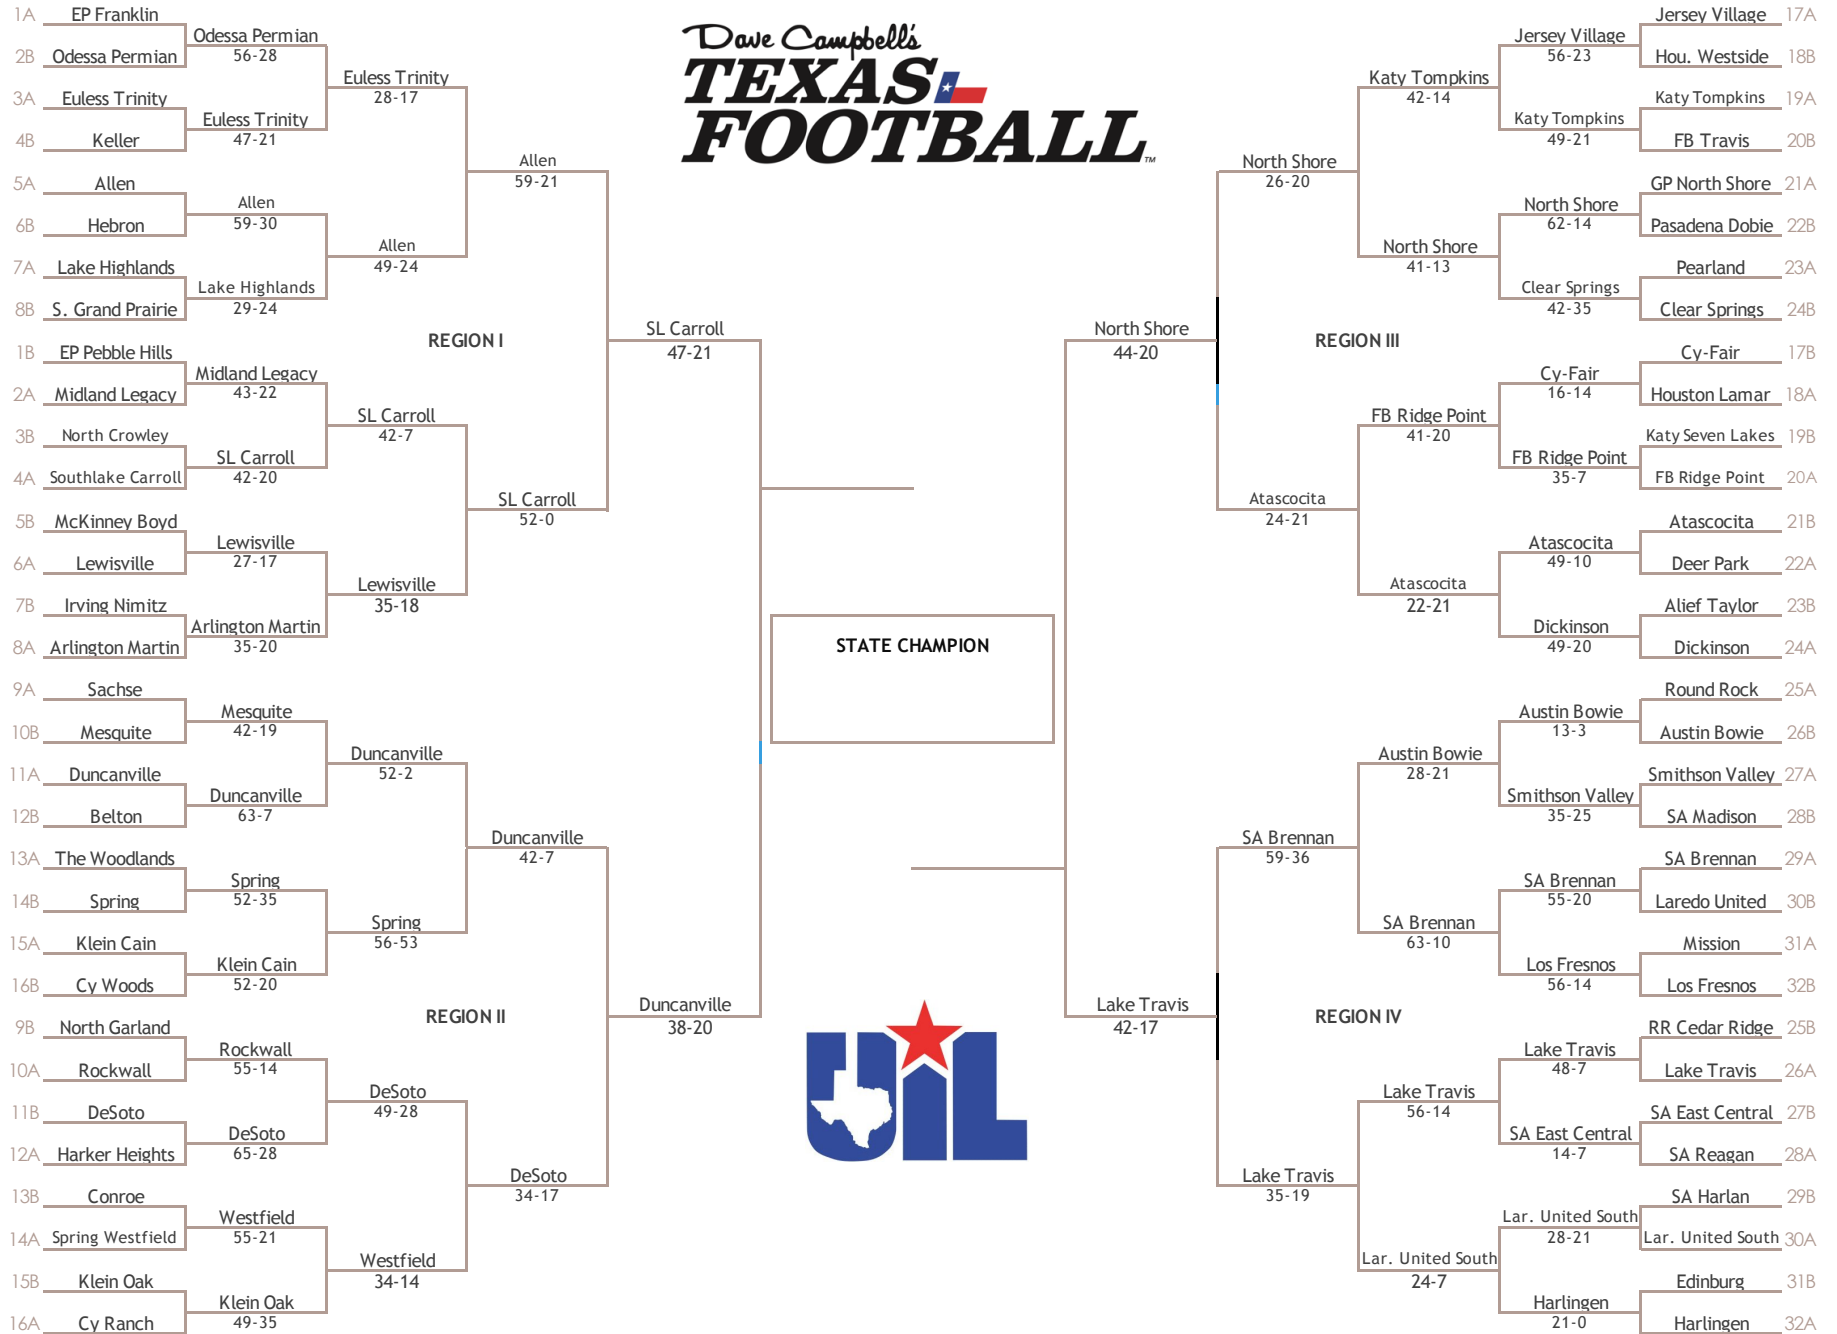 Dave Campbell's
TEXAS
FOOTBALL™
1A EP Franklin
2B Odessa Permian
3A Euless Trinity
4B Keller
5A Allen
6B Hebron
7A Lake Highlands
8B S. Grand Prairie
1B EP Pebble Hills
2A Midland Legacy
3B North Crowley
4A Southlake Carroll
5B McKinney Boyd
6A Lewisville
7B Irving Nimitz
8A Arlington Martin
9A Sachse
10B Mesquite
11A Duncanville
12B Belton
13A The Woodlands
14B Spring
15A Klein Cain
16B Cy Woods
9B North Garland
10A Rockwall
11B DeSoto
12A Harker Heights
13B Conroe
14A Spring Westfield
15B Klein Oak
16A Cy Ranch
Odessa Permian
56-28
Euless Trinity
47-21
Allen
59-30
Lake Highlands
29-24
Midland Legacy
43-22
SL Carroll
42-20
Lewisville
27-17
Arlington Martin
35-20
Mesquite
42-19
Duncanville
63-7
Spring
52-35
Klein Cain
52-20
Rockwall
55-14
DeSoto
65-28
Westfield
55-21
Klein Oak
49-35
Euless Trinity
28-17
Allen
49-24
SL Carroll
42-7
Lewisville
35-18
Duncanville
52-2
Spring
56-53
DeSoto
49-28
Westfield
34-14
Allen
59-21
REGION I
SL Carroll
52-0
Duncanville
42-7
REGION II
DeSoto
34-17
SL Carroll
47-21
Duncanville
38-20
STATE CHAMPION
UIL
North Shore
44-20
Lake Travis
42-17
North Shore
26-20
REGION III
Atascocita
24-21
SA Brennan
59-36
REGION IV
Lake Travis
35-19
Katy Tompkins
42-14
North Shore
41-13
FB Ridge Point
41-20
Atascocita
22-21
Austin Bowie
28-21
SA Brennan
63-10
Lake Travis
56-14
Lar. United South
24-7
Jersey Village
56-23
Katy Tompkins
49-21
North Shore
62-14
Clear Springs
42-35
Cy-Fair
16-14
FB Ridge Point
35-7
Atascocita
49-10
Dickinson
49-20
Austin Bowie
13-3
Smithson Valley
35-25
SA Brennan
55-20
Los Fresnos
56-14
Lake Travis
48-7
SA East Central
14-7
Lar. United South
28-21
Harlingen
21-0
Jersey Village 17A
Hou. Westside 18B
Katy Tompkins 19A
FB Travis 20B
GP North Shore 21A
Pasadena Dobie 22B
Pearland 23A
Clear Springs 24B
Cy-Fair 17B
Houston Lamar 18A
Katy Seven Lakes 19B
FB Ridge Point 20A
Atascocita 21B
Deer Park 22A
Alief Taylor 23B
Dickinson 24A
Round Rock 25A
Austin Bowie 26B
Smithson Valley 27A
SA Madison 28B
SA Brennan 29A
Laredo United 30B
Mission 31A
Los Fresnos 32B
RR Cedar Ridge 25B
Lake Travis 26A
SA East Central 27B
SA Reagan 28A
SA Harlan 29B
Lar. United South 30A
Edinburg 31B
Harlingen 32A